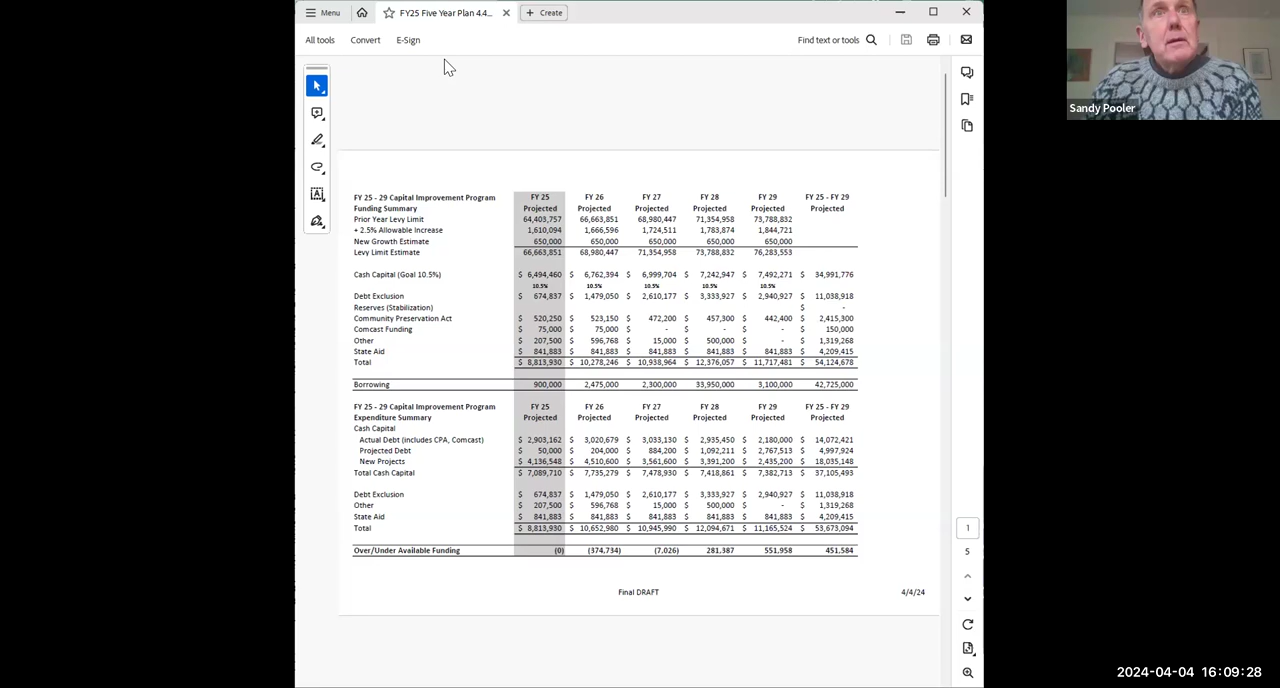 Menu
FY25 Five Year Plan 4.4...
Create
All tools Convert E-Sign
Find text or tools
Sandy Pooler
FY 25 - 29 Capital Improvement Program FY 25 FY 26 FY 27 FY 28 FY 29 FY 25 - FY 29
Funding Summary Projected Projected Projected Projected Projected Projected
Prior Year Levy Limit 64,403,757 66,663,851 68,980,447 71,354,958 73,788,832
+ 2.5% Allowable Increase 1,610,094 1,666,596 1,724,511 1,783,874 1,844,721
New Growth Estimate 650,000 650,000 650,000 650,000 650,000
Levy Limit Estimate 66,663,851 68,980,447 71,354,958 73,788,832 76,283,553
Cash Capital (Goal 10.5%) $ 6,494,460 $ 6,762,394 $ 6,999,704 $ 7,242,947 $ 7,492,271 $ 34,991,776
10.5% 10.5% 10.5% 10.5% 10.5%
Debt Exclusion $ 674,837 $ 1,479,050 $ 2,610,177 $ 3,333,927 $ 2,940,927 $ 11,038,918
Reserves (Stabilization) $ -
Community Preservation Act $ 520,250 $ 523,150 $ 472,200 $ 457,300 $ 442,400 $ 2,415,300
Comcast Funding $ 75,000 $ 75,000 $ - $ - $ - $ 150,000
Other $ 207,500 $ 596,768 $ 15,000 $ 500,000 $ - $ 1,319,268
State Aid $ 841,883 $ 841,883 $ 841,883 $ 841,883 $ 841,883 $ 4,209,415
Total $ 8,813,930 $ 10,278,246 $ 10,938,964 $ 12,376,057 $ 11,717,481 $ 54,124,678
Borrowing 900,000 2,475,000 2,300,000 33,950,000 3,100,000 42,725,000
FY 25 - 29 Capital Improvement Program FY 25 FY 26 FY 27 FY 28 FY 29 FY 25 - FY 29
Expenditure Summary Projected Projected Projected Projected Projected Projected
Cash Capital
Actual Debt (includes CPA, Comcast) $ 2,903,162 $ 3,020,679 $ 3,033,130 $ 2,935,450 $ 2,180,000 $ 14,072,421
Projected Debt $ 50,000 $ 204,000 $ 884,200 $ 1,092,211 $ 2,767,513 $ 4,997,924
New Projects $ 4,136,548 $ 4,510,600 $ 3,561,600 $ 3,391,200 $ 2,435,200 $ 18,035,148
Total Cash Capital $ 7,089,710 $ 7,735,279 $ 7,478,930 $ 7,418,861 $ 7,382,713 $ 37,105,493
Debt Exclusion $ 674,837 $ 1,479,050 $ 2,610,177 $ 3,333,927 $ 2,940,927 $ 11,038,918
Other $ 207,500 $ 596,768 $ 15,000 $ 500,000 $ - $ 1,319,268
State Aid $ 841,883 $ 841,883 $ 841,883 $ 841,883 $ 841,883 $ 4,209,415
Total $ 8,813,930 $ 10,652,980 $ 10,945,990 $ 12,094,671 $ 11,165,524 $ 53,673,094
Over/Under Available Funding (0) (374,734) (7,026) 281,387 551,958 451,584
Final DRAFT 4/4/24
1
5
2024-04-04 16:09:28